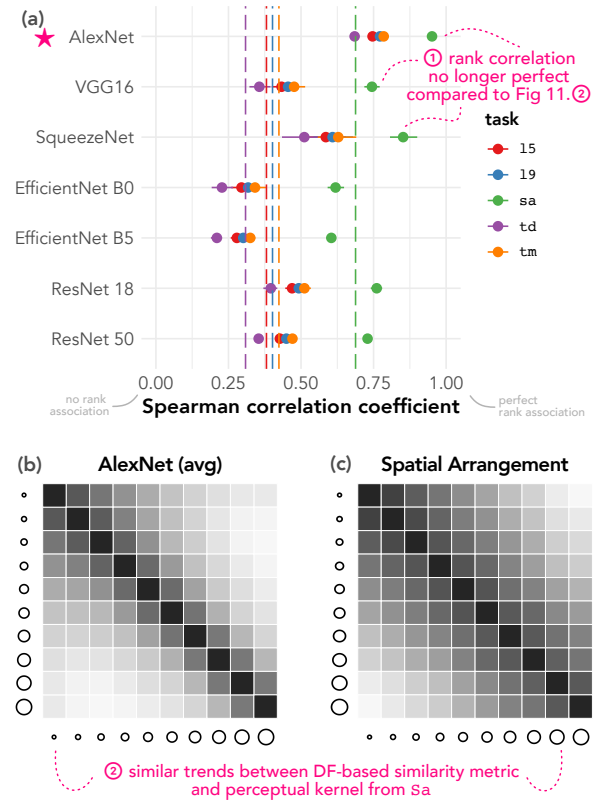 (a)
AlexNet
VGG16
SqueezeNet
EfficientNet B0
EfficientNet B5
ResNet 18
ResNet 50
① rank correlation
no longer perfect
compared to Fig 11.②
task
l5
l9
sa
td
tm
0.00 0.25 0.50 0.75 1.00
no rank
association
Spearman correlation coefficient
perfect
rank association
(b) AlexNet (avg)
(c) Spatial Arrangement
② similar trends between DF-based similarity metric
and perceptual kernel from Sa